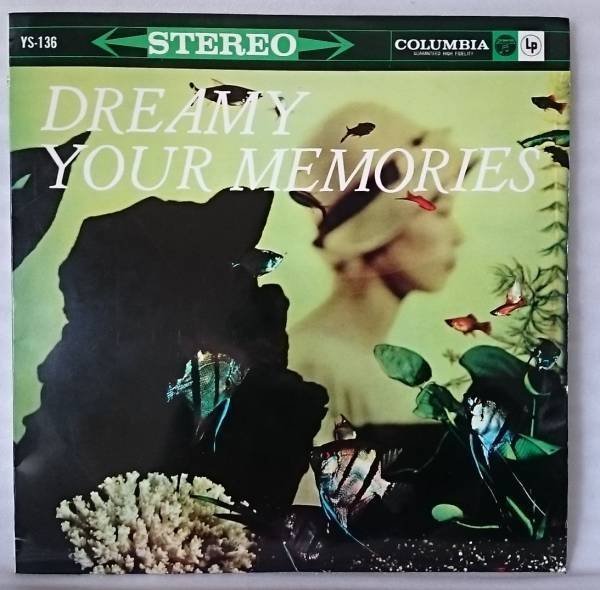 YS-136
STEREO
COLUMBIA
GUARANTEED HIGH FIDELITY
LP
DREAMY
YOUR MEMORIES